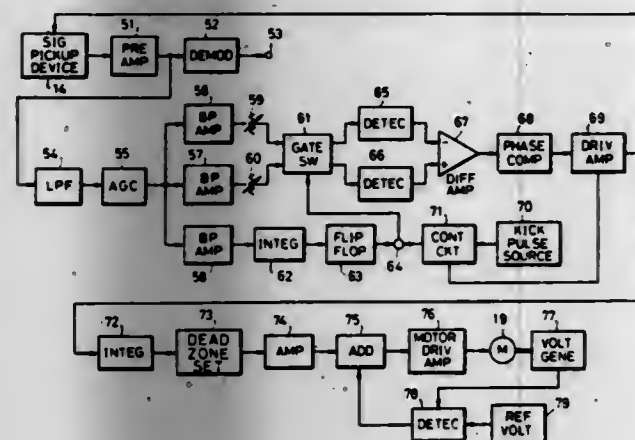 51
52
53
SIG PICKUP DEVICE
PRE AMP
DEMOD
14
56
59
61
65
67
68
69
BP AMP
GATE SW
DETEC
-
+
PHASE COMP
DRIV AMP
54
55
57
60
66
DIFF AMP
70
LPF
AGC
BP AMP
DETEC
71
KICK PULSE SOURCE
BP AMP
INTEG
FLIP FLOP
64
CONT CKT
58
62
63
72
73
74
75
76
19
77
INTEG
DEAD ZONE SET
AMP
ADD
MOTOR DRIV AMP
M
VOLT GENE
78
79
DETEC
REF VOLT